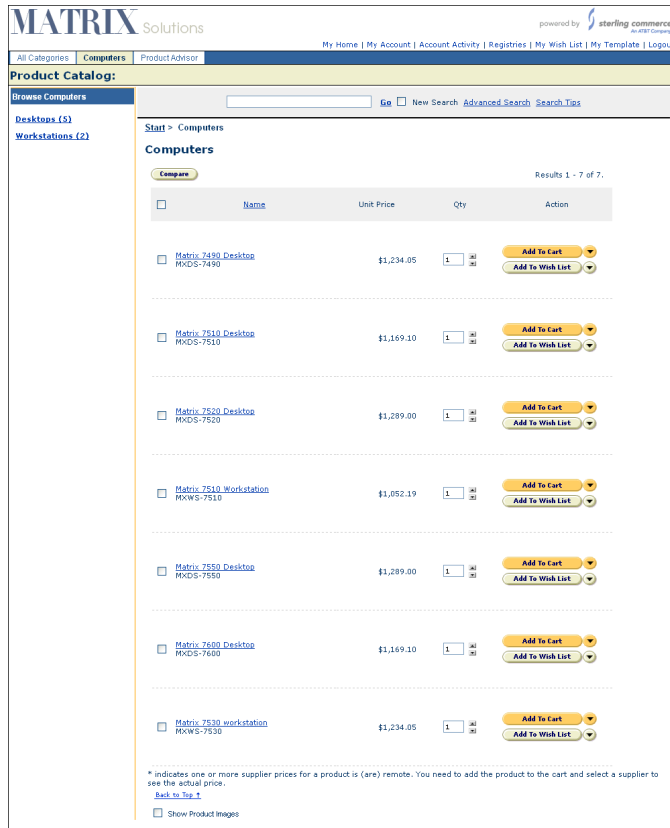 MATRIX Solutions
powered by sterling commerce
An AT&T Company
My Home | My Account | Account Activity | Registries | My Wish List | My Template | Logou
All Categories Computers Product Advisor
Product Catalog:
Browse Computers
Desktops (5)
Workstations (2)
Go New Search Advanced Search Search Tips
Start > Computers
Computers
Compare Results 1 - 7 of 7.
Name Unit Price Qty Action
Matrix 7490 Desktop
MXDS-7490
$1,234.05 1
Add To Cart
Add To Wish List
Matrix 7510 Desktop
MXDS-7510
$1,169.10 1
Add To Cart
Add To Wish List
Matrix 7520 Desktop
MXDS-7520
$1,289.00 1
Add To Cart
Add To Wish List
Matrix 7510 Workstation
MXWS-7510
$1,052.19 1
Add To Cart
Add To Wish List
Matrix 7550 Desktop
MXDS-7550
$1,289.00 1
Add To Cart
Add To Wish List
Matrix 7600 Desktop
MXDS-7600
$1,169.10 1
Add To Cart
Add To Wish List
Matrix 7530 workstation
MXWS-7530
$1,234.05 1
Add To Cart
Add To Wish List
* indicates one or more supplier prices for a product is (are) remote. You need to add the product to the cart and select a supplier to
see the actual price.
Back to Top ↑
Show Product Images